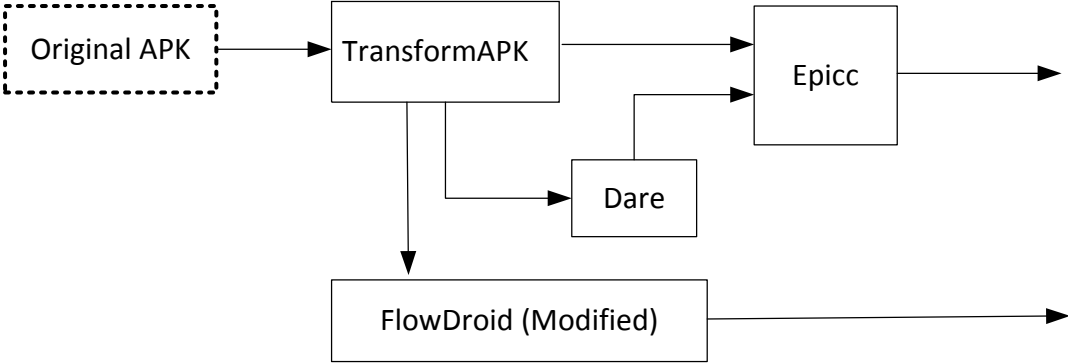 Original APK
TransformAPK
Epicc
Dare
FlowDroid (Modified)